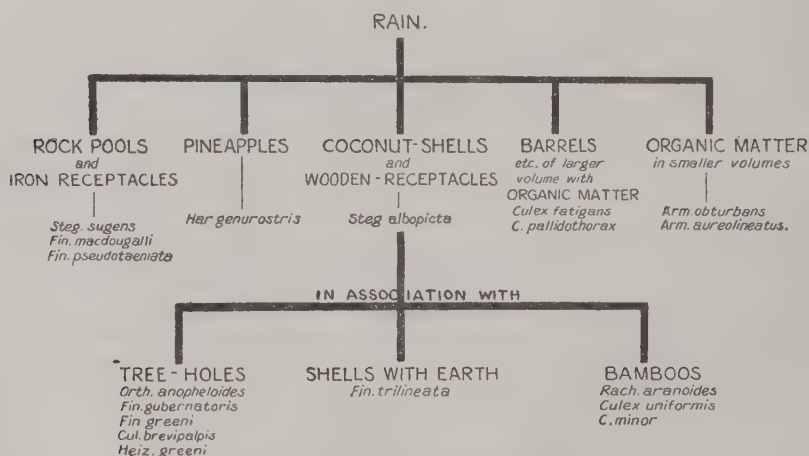 RAIN.
ROCK POOLS
and
IRON RECEPTACLES
Steg. sugens
Fin. macdougalli
Fin. pseudotaeniata
PINEAPPLES
Har genurostris
COCONUT-SHELLS
and
WOODEN-RECEPTACLES
Steg albopicta
BARRELS
etc. of larger
volume with
ORGANIC MATTER
Culex fatigans
C. pallidothorax
ORGANIC MATTER
in smaller volumes
Arm. obturbans
Arm. aureolineatus.
IN ASSOCIATION WITH
TREE-HOLES
Orth. anopheloides
Fin. gubernatoris
Fin greeni
Cul. brevipalpis
Heiz. greeni
SHELLS WITH EARTH
Fin. trilineata
BAMBOOS
Rach. aranoides
Culex uniformis
C. minor